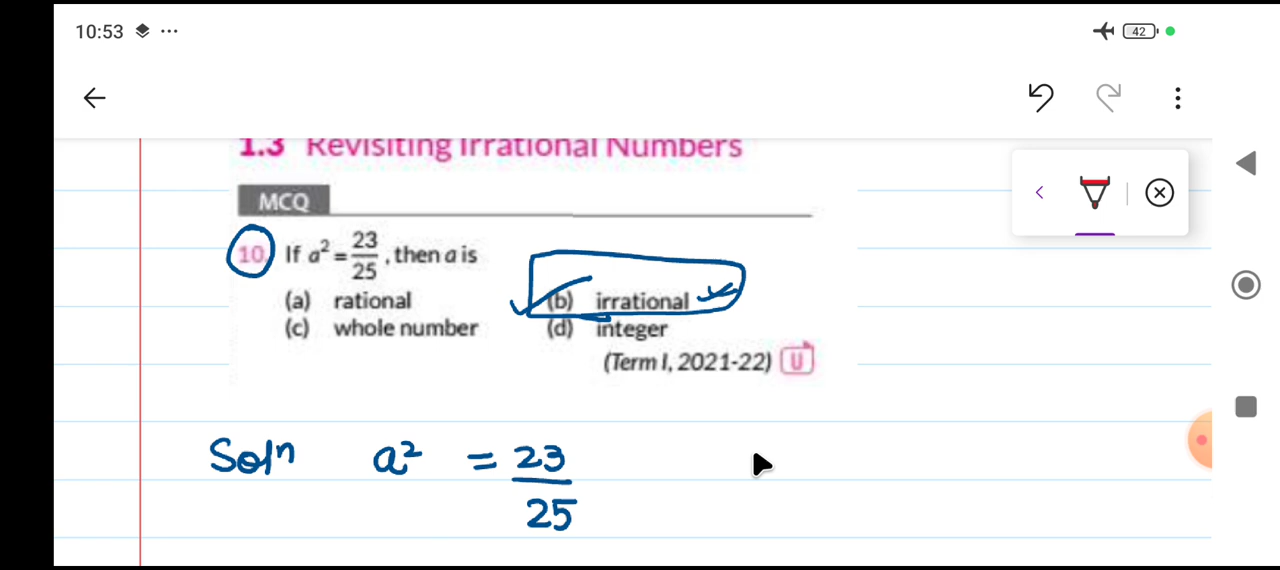 10:53 ...
42
1.3 Revisiting Irrational Numbers
MCQ
10. If a² = 23/25, then a is
(a) rational (b) irrational
(c) whole number (d) integer
(Term I, 2021-22) U
Soln a² = 23/25